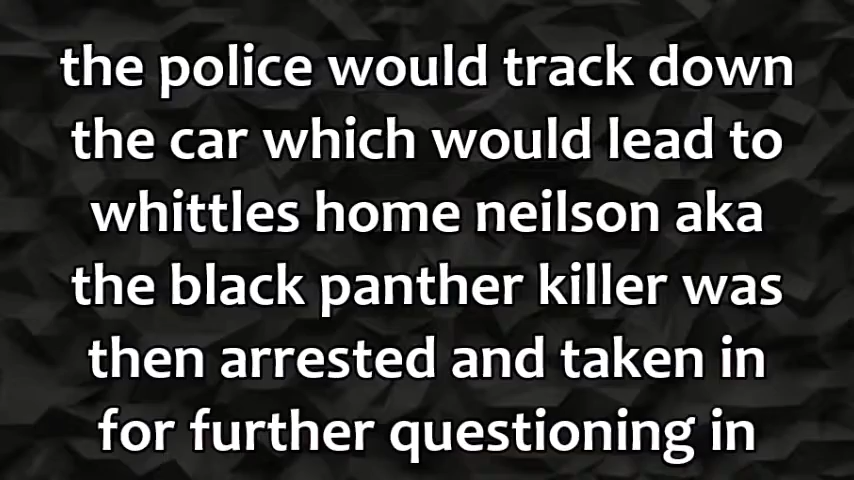 the police would track down
the car which would lead to
whittles home neilson aka
the black panther killer was
then arrested and taken in
for further questioning in